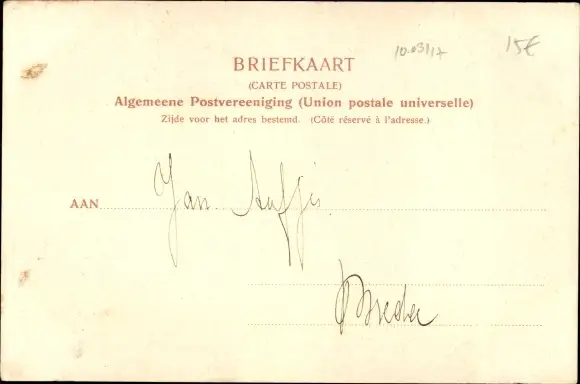 10.03/17
15€
BRIEFKAART
(CARTE POSTALE)
Algemeene Postvereeniging (Union postale universelle)
Zijde voor het adres bestemd. (Côté réservé à l'adresse.)
AAN Jan
Breda